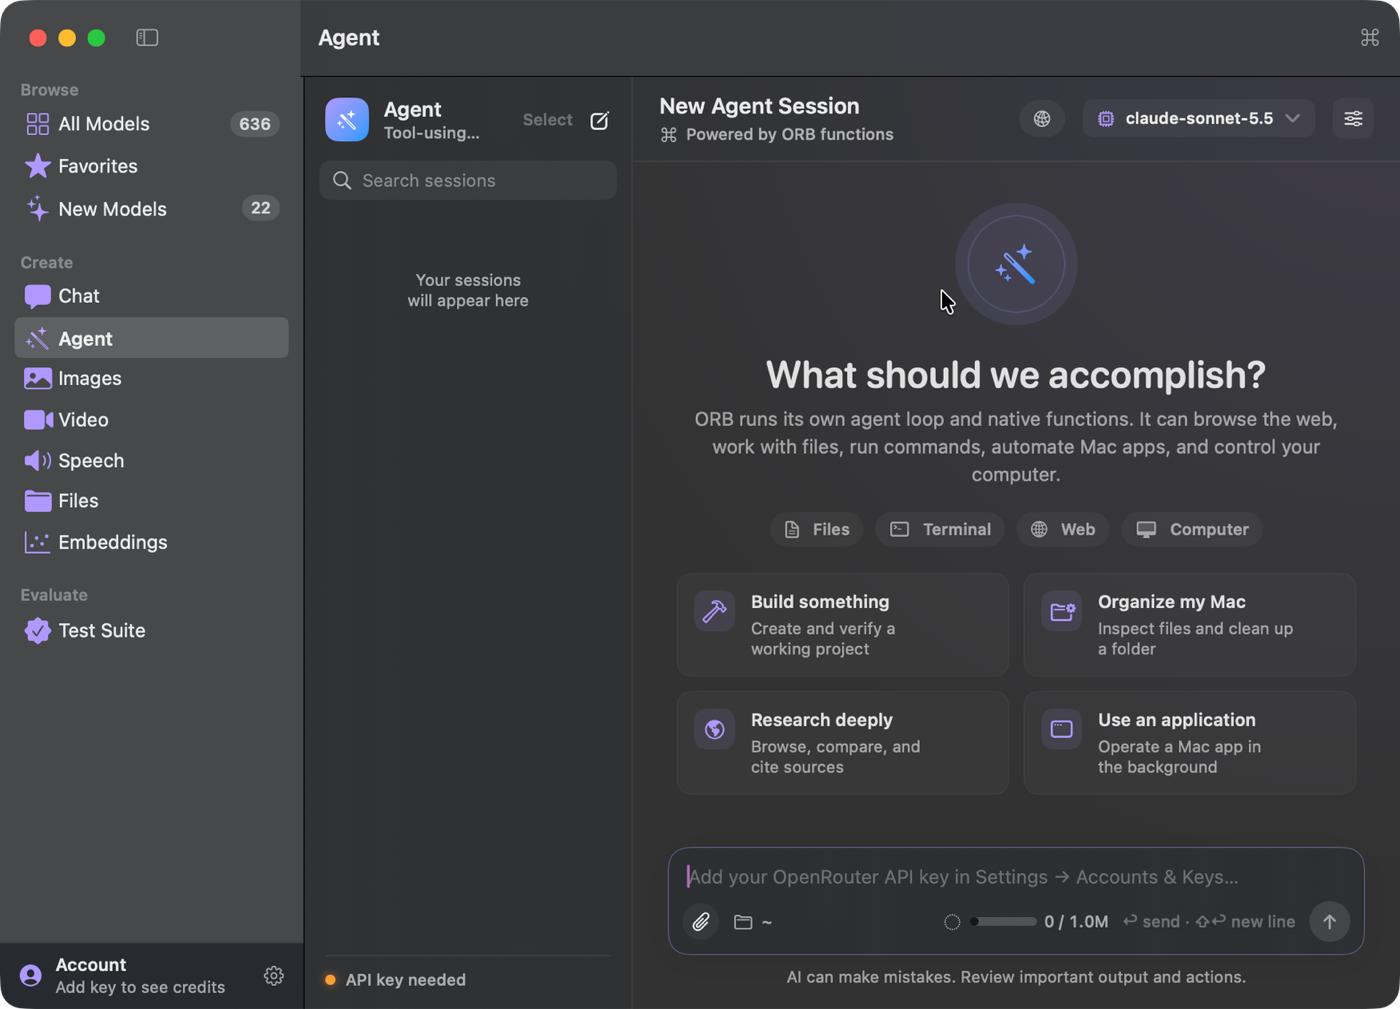 Agent
Browse
All Models
636
Favorites
New Models
22
Create
Chat
Agent
Images
Video
Speech
Files
Embeddings
Evaluate
Test Suite
Account
Add key to see credits
Agent
Tool-using...
Select
Search sessions
Your sessions
will appear here
API key needed
New Agent Session
⌘ Powered by ORB functions
claude-sonnet-5.5
What should we accomplish?
ORB runs its own agent loop and native functions. It can browse the web,
work with files, run commands, automate Mac apps, and control your
computer.
Files
Terminal
Web
Computer
Build something
Create and verify a
working project
Organize my Mac
Inspect files and clean up
a folder
Research deeply
Browse, compare, and
cite sources
Use an application
Operate a Mac app in
the background
Add your OpenRouter API key in Settings → Accounts & Keys...
~
0 / 1.0M
↩ send · ⇧↩ new line
AI can make mistakes. Review important output and actions.